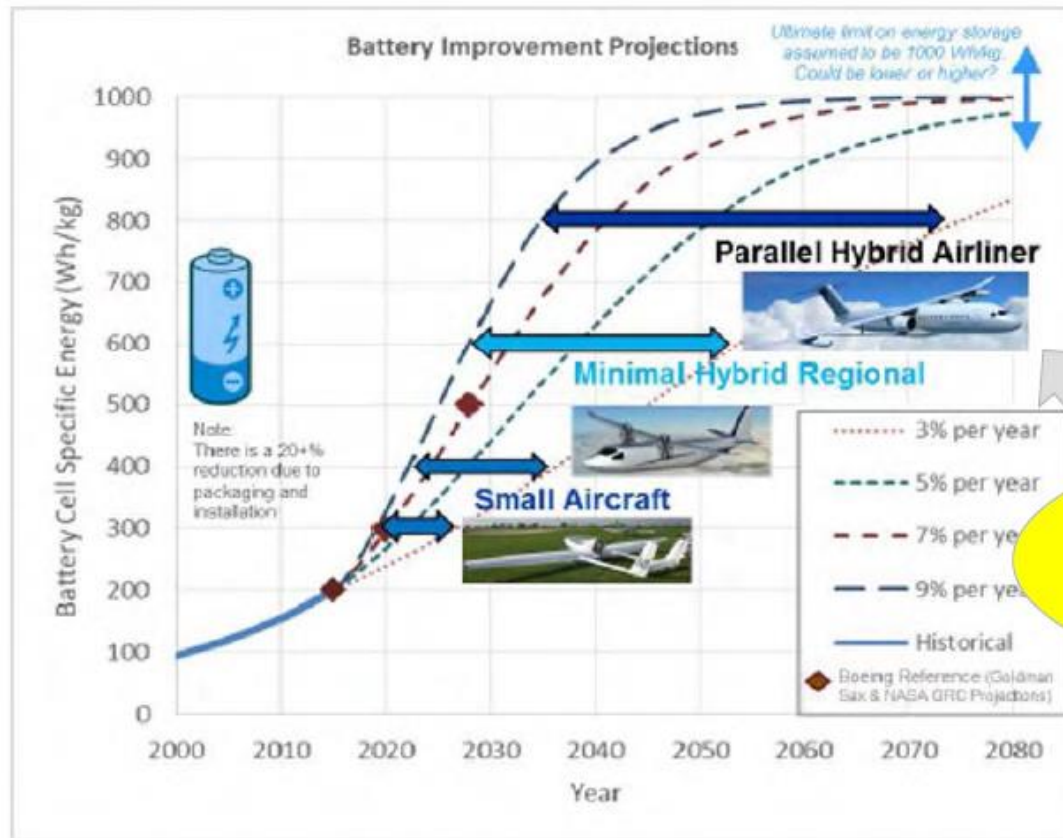 Battery Improvement Projections
Ultimate limit on energy storage
assumed to be 1000 Wh/kg.
Could be lower or higher?
Battery Cell Specific Energy (Wh/kg)
1000
900
800
700
600
500
400
300
200
100
0
Note:
There is a 20+%
reduction due to
packaging and
installation
Parallel Hybrid Airliner
Minimal Hybrid Regional
Small Aircraft
3% per year
5% per year
7% per year
9% per year
Historical
Boeing Reference (Goldman
Sax & NASA GRC Projections)
2000 2010 2020 2030 2040 2050 2060 2070 2080
Year